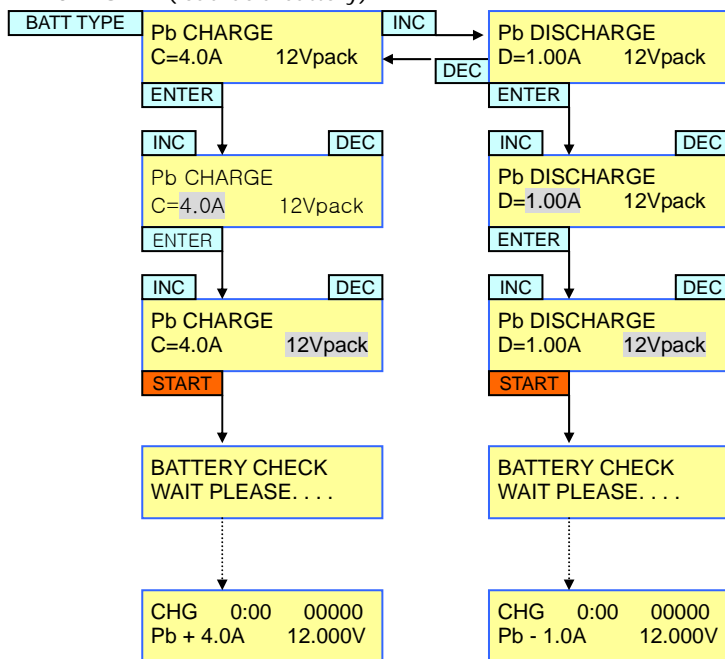 BATT TYPE
Pb CHARGE
C=4.0A 12Vpack
INC
DEC
Pb DISCHARGE
D=1.00A 12Vpack
ENTER
ENTER
INC DEC
Pb CHARGE
C=4.0A 12Vpack
ENTER
INC DEC
Pb DISCHARGE
D=1.00A 12Vpack
ENTER
INC DEC
Pb CHARGE
C=4.0A 12Vpack
START
INC DEC
Pb DISCHARGE
D=1.00A 12Vpack
START
BATTERY CHECK
WAIT PLEASE. . . .
BATTERY CHECK
WAIT PLEASE. . . .
CHG 0:00 00000
Pb + 4.0A 12.000V
CHG 0:00 00000
Pb - 1.0A 12.000V